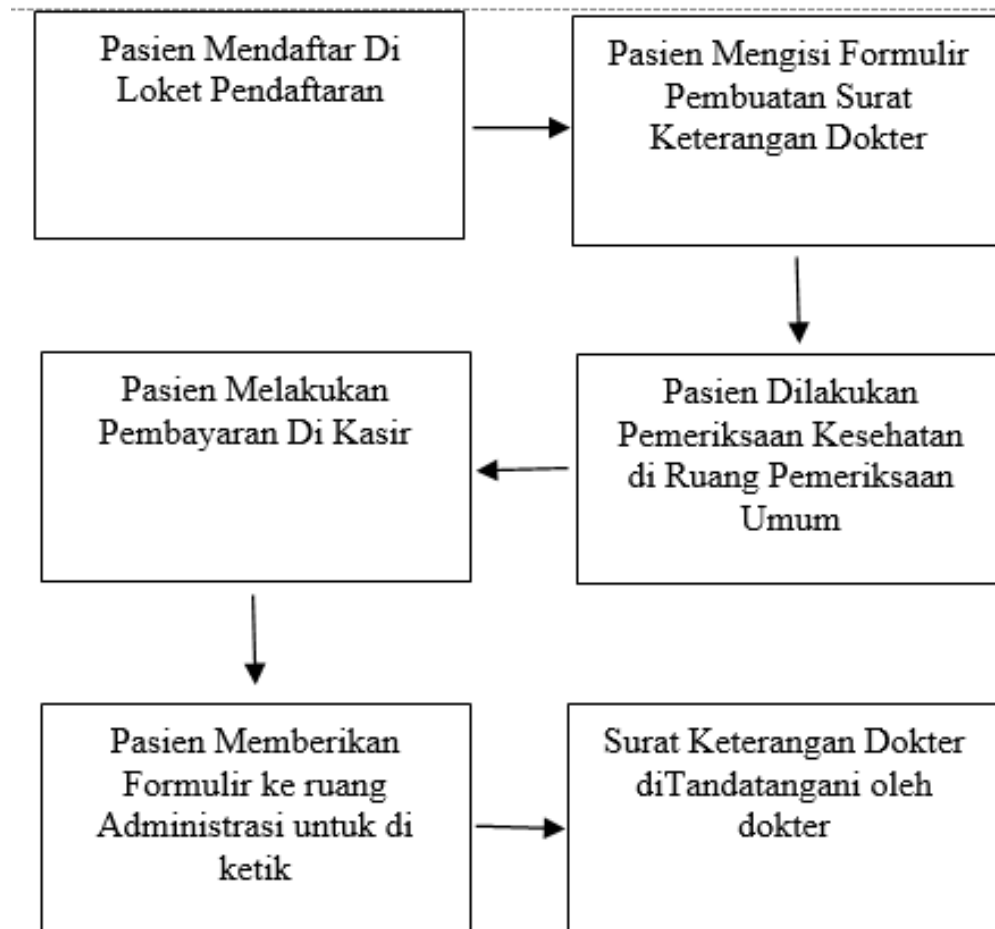 Pasien Mendaftar Di
Loket Pendaftaran
Pasien Mengisi Formulir
Pembuatan Surat
Keterangan Dokter
Pasien Dilakukan
Pemeriksaan Kesehatan
di Ruang Pemeriksaan
Umum
Pasien Melakukan
Pembayaran Di Kasir
Pasien Memberikan
Formulir ke ruang
Administrasi untuk di
ketik
Surat Keterangan Dokter
diTandatangani oleh
dokter